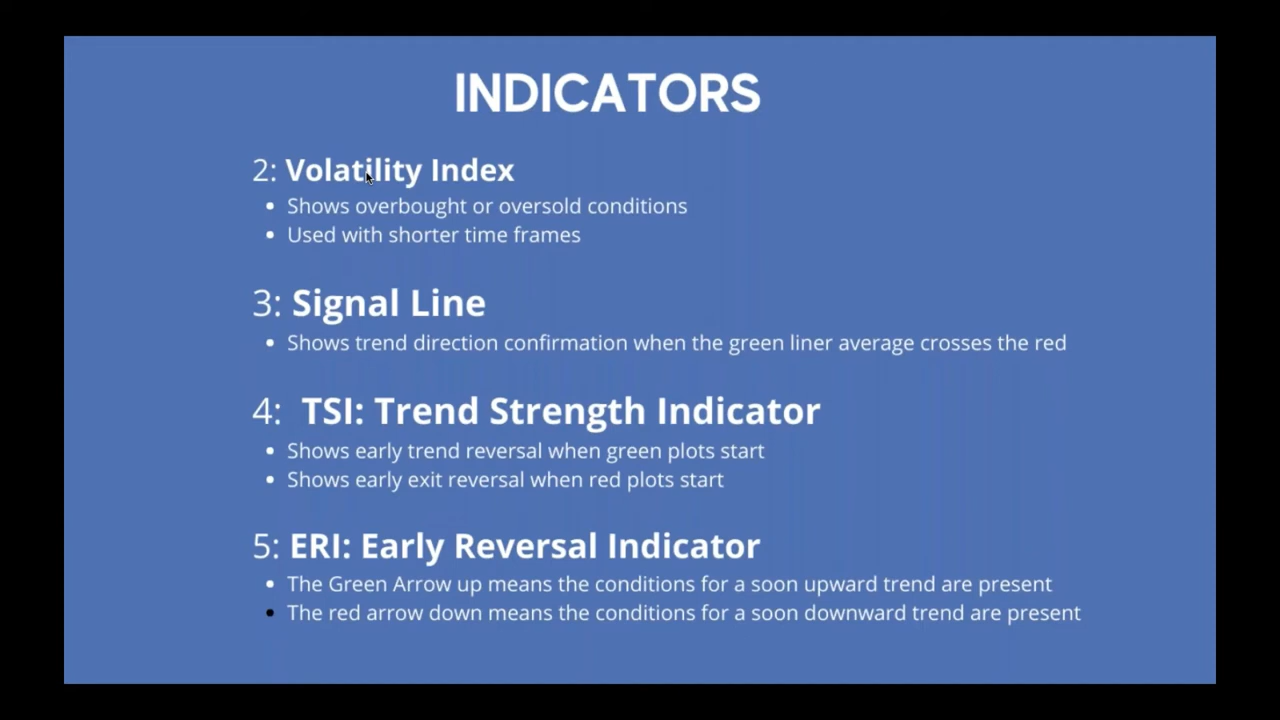 INDICATORS
2: Volatility Index
• Shows overbought or oversold conditions
• Used with shorter time frames
3: Signal Line
• Shows trend direction confirmation when the green liner average crosses the red
4: TSI: Trend Strength Indicator
• Shows early trend reversal when green plots start
• Shows early exit reversal when red plots start
5: ERI: Early Reversal Indicator
• The Green Arrow up means the conditions for a soon upward trend are present
• The red arrow down means the conditions for a soon downward trend are present